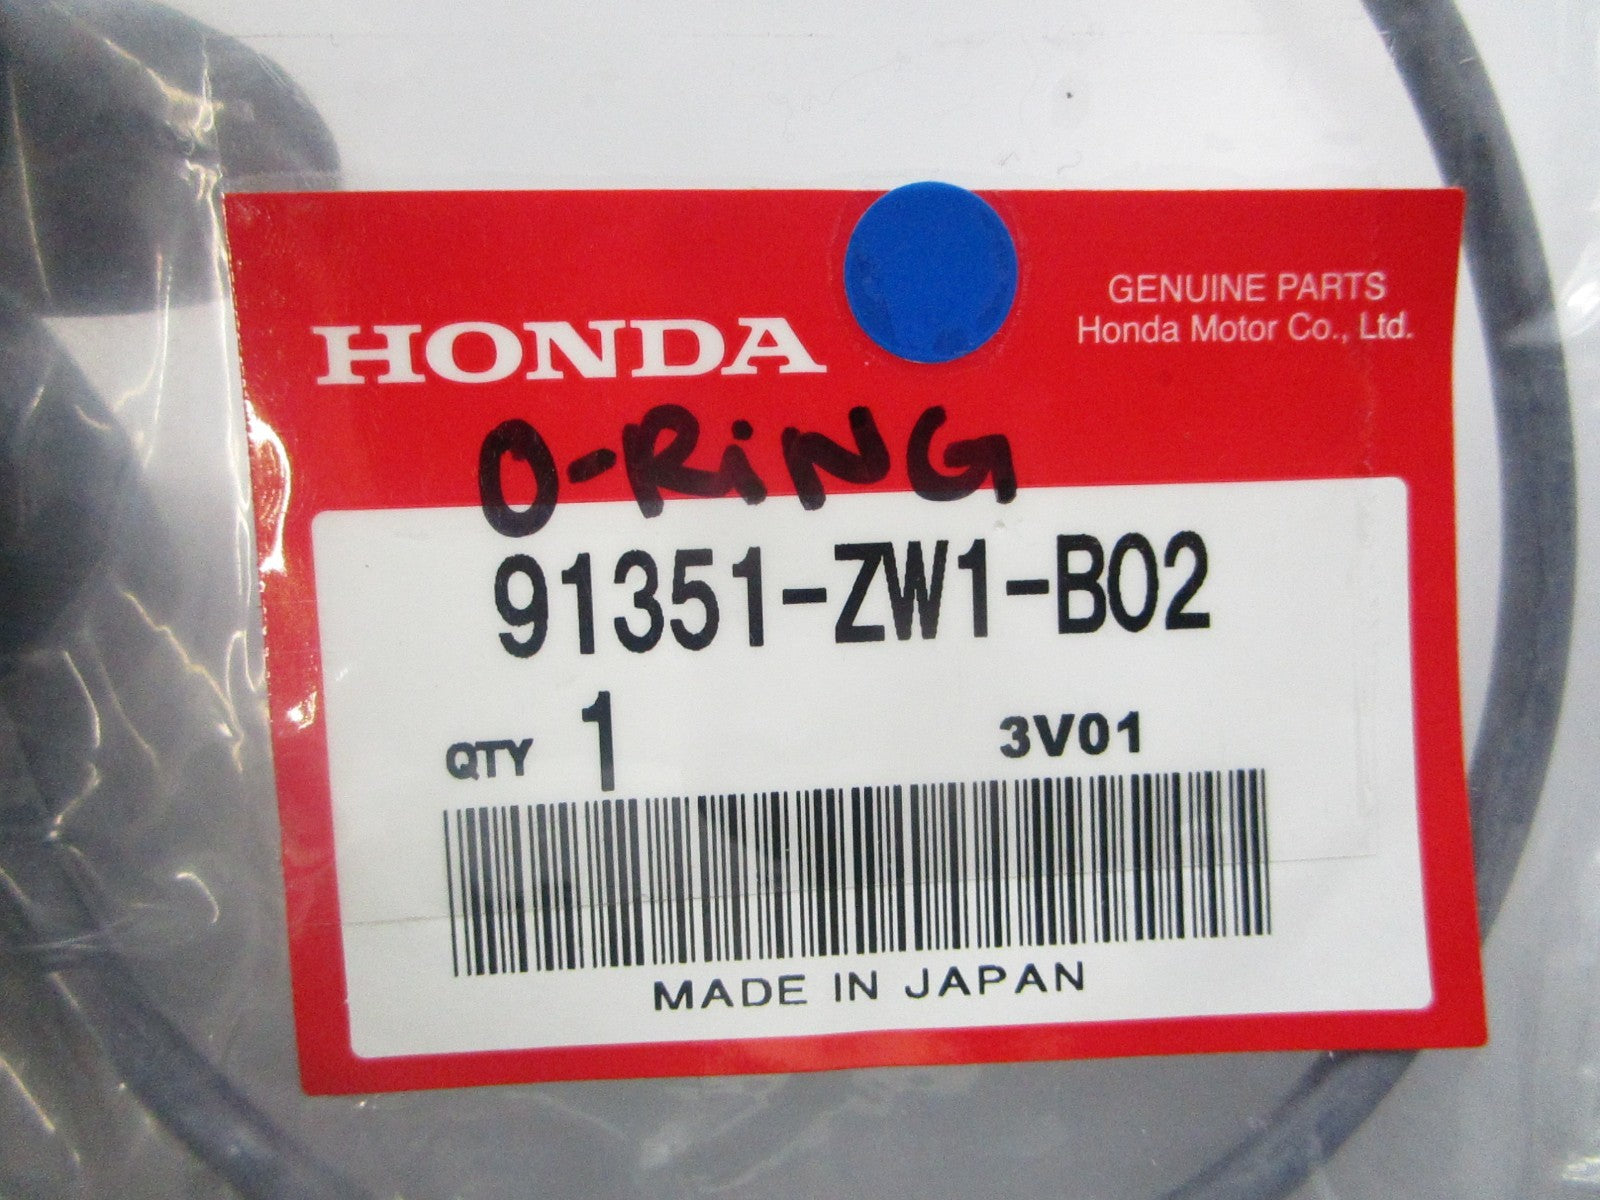 HONDA
GENUINE PARTS
Honda Motor Co., Ltd.
O-RiNG
91351-ZW1-B02
QTY 1 3V01
MADE IN JAPAN